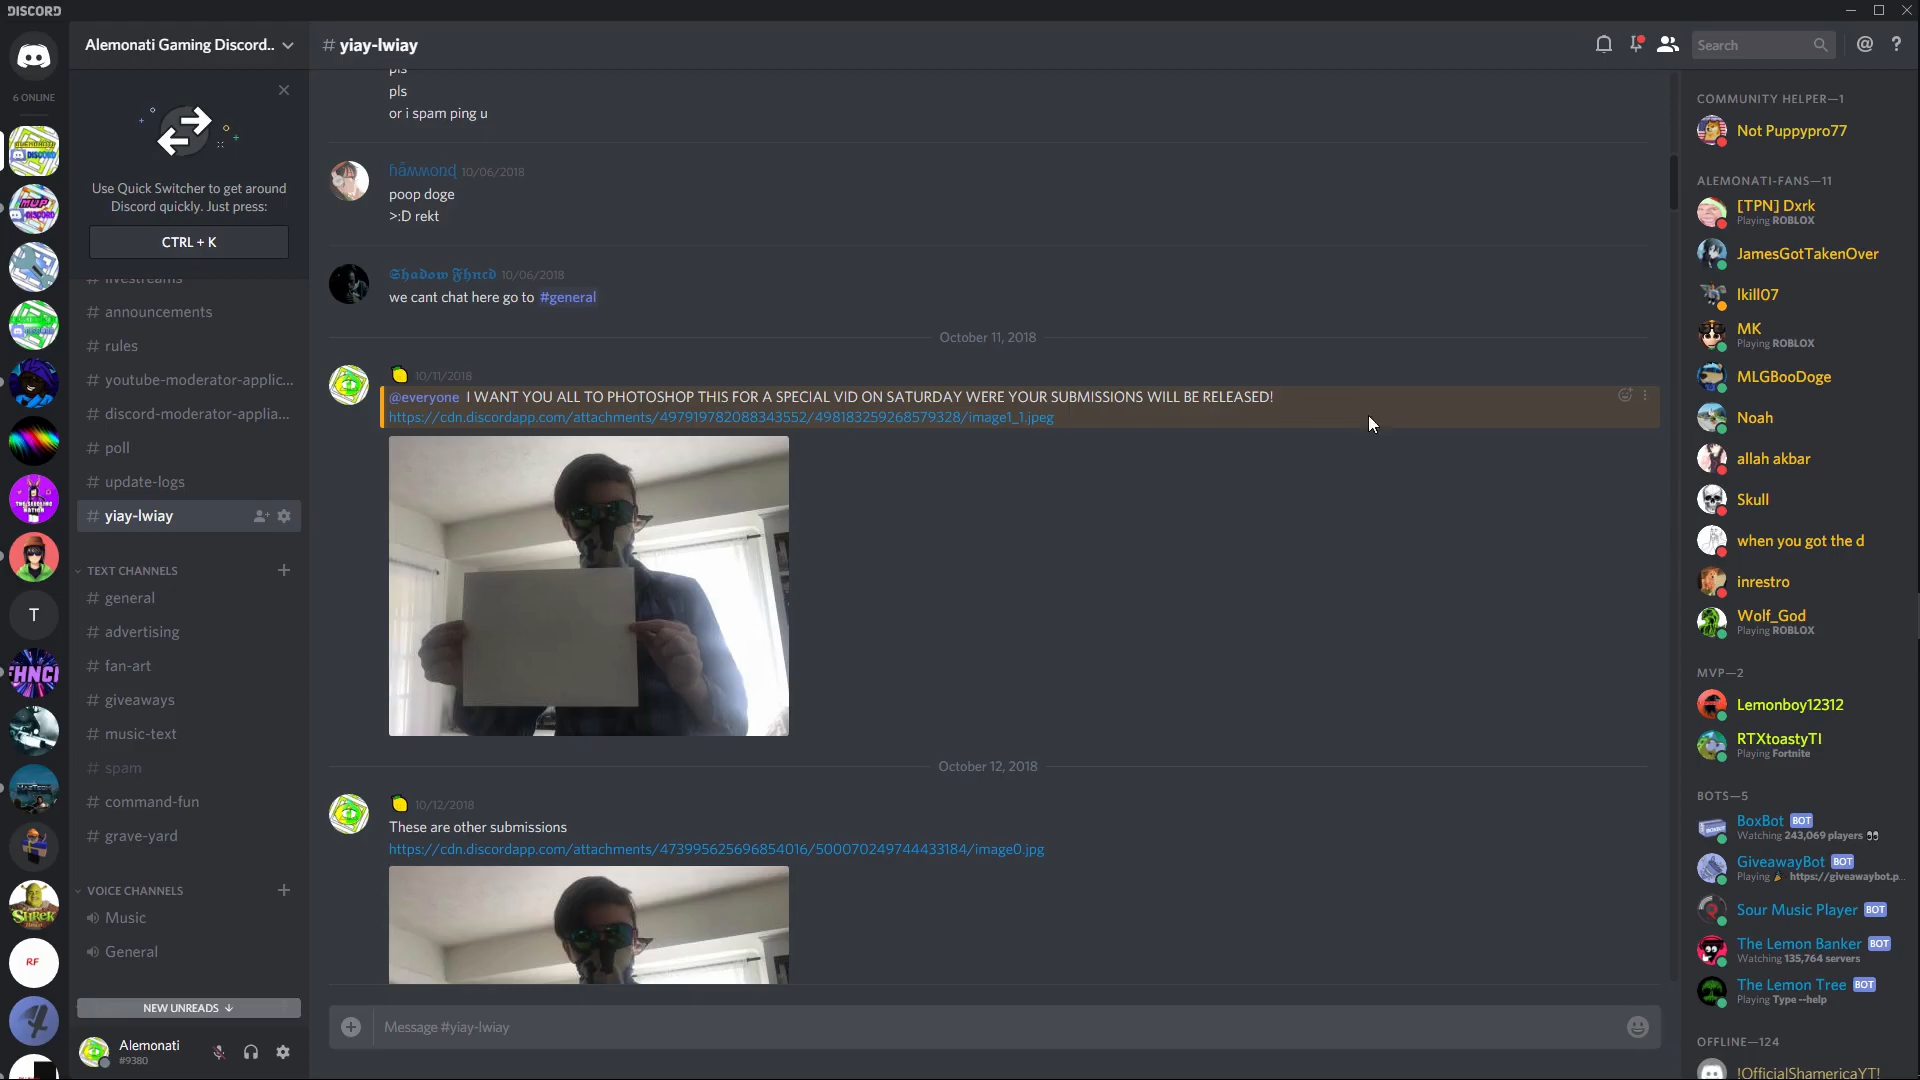 DISCORD
6 ONLINE
T
RF
Alemonati Gaming Discord..
Use Quick Switcher to get around
Discord quickly. Just press:
CTRL + K
# livestreams
# announcements
# rules
# youtube-moderator-applic...
# discord-moderator-applia...
# poll
# update-logs
# yiay-lwiay
TEXT CHANNELS
# general
# advertising
# fan-art
# giveaways
# music-text
# spam
# command-fun
# grave-yard
VOICE CHANNELS
Music
General
NEW UNREADS ↓
Alemonati
#9380
# yiay-lwiay
Search
pls
pls
or i spam ping u
10/06/2018
poop doge
>:D rekt
10/06/2018
we cant chat here go to #general
October 11, 2018
10/11/2018
@everyone I WANT YOU ALL TO PHOTOSHOP THIS FOR A SPECIAL VID ON SATURDAY WERE YOUR SUBMISSIONS WILL BE RELEASED!
https://cdn.discordapp.com/attachments/497919782088343552/498183259268579328/image1_1.jpeg
October 12, 2018
10/12/2018
These are other submissions
https://cdn.discordapp.com/attachments/473995625696854016/500070249744433184/image0.jpg
Message #yiay-lwiay
COMMUNITY HELPER—1
Not Puppypro77
ALEMONATI-FANS—11
[TPN] Dxrk
Playing ROBLOX
JamesGotTakenOver
MK
Playing ROBLOX
MLGBooDoge
Noah
allah akbar
Skull
when you got the d
inrestro
Wolf_God
Playing ROBLOX
MVP—2
Lemonboy12312
Playing Fortnite
BOTS—5
BoxBot BOT
Watching 243,069 players 👀
GiveawayBot BOT
Playing 🎉 https://giveawaybot.p...
Sour Music Player BOT
The Lemon Banker BOT
Watching 135,764 servers
The Lemon Tree BOT
Playing Type --help
OFFLINE—124
!OfficialShamericaYT!